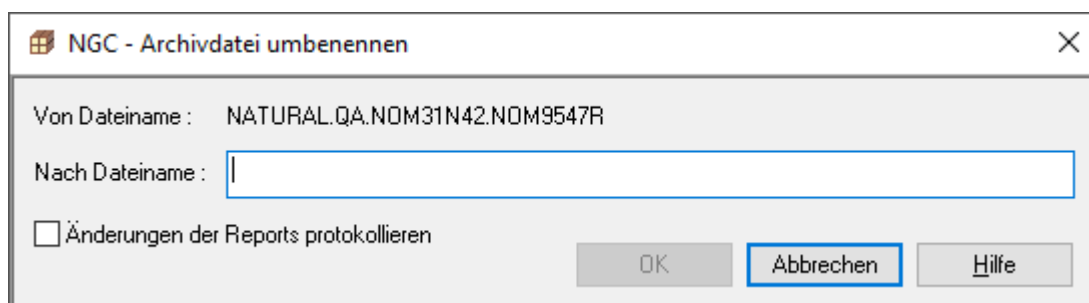 NGC - Archivdatei umbenennen
Von Dateiname : NATURAL.QA.NOM31N42.NOM9547R
Nach Dateiname :
Änderungen der Reports protokollieren
OK Abbrechen Hilfe